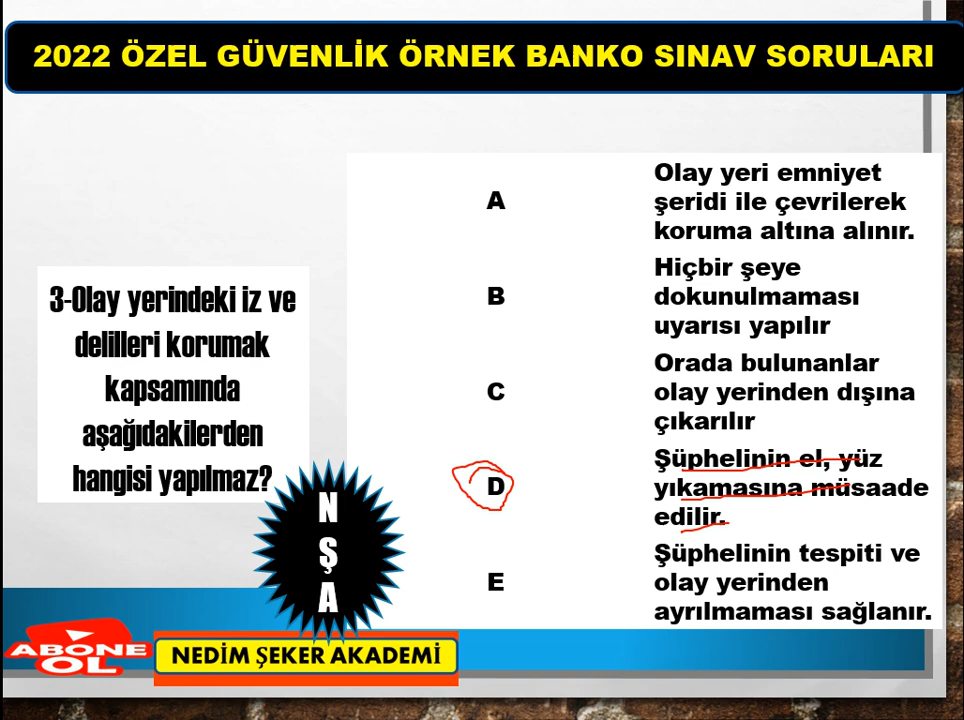 2022 ÖZEL GÜVENLİK ÖRNEK BANKO SINAV SORULARI
3-Olay yerindeki iz ve
delilleri korumak
kapsamında
aşağıdakilerden
hangisi yapılmaz?
A
Olay yeri emniyet
şeridi ile çevrilerek
koruma altına alınır.
B
Hiçbir şeye
dokunulmaması
uyarısı yapılır
C
Orada bulunanlar
olay yerinden dışına
çıkarılır
D
Şüphelinin el, yüz
yıkamasına müsaade
edilir.
E
Şüphelinin tespiti ve
olay yerinden
ayrılmaması sağlanır.
N
Ş
A
ABONE
OL
NEDİM ŞEKER AKADEMİ